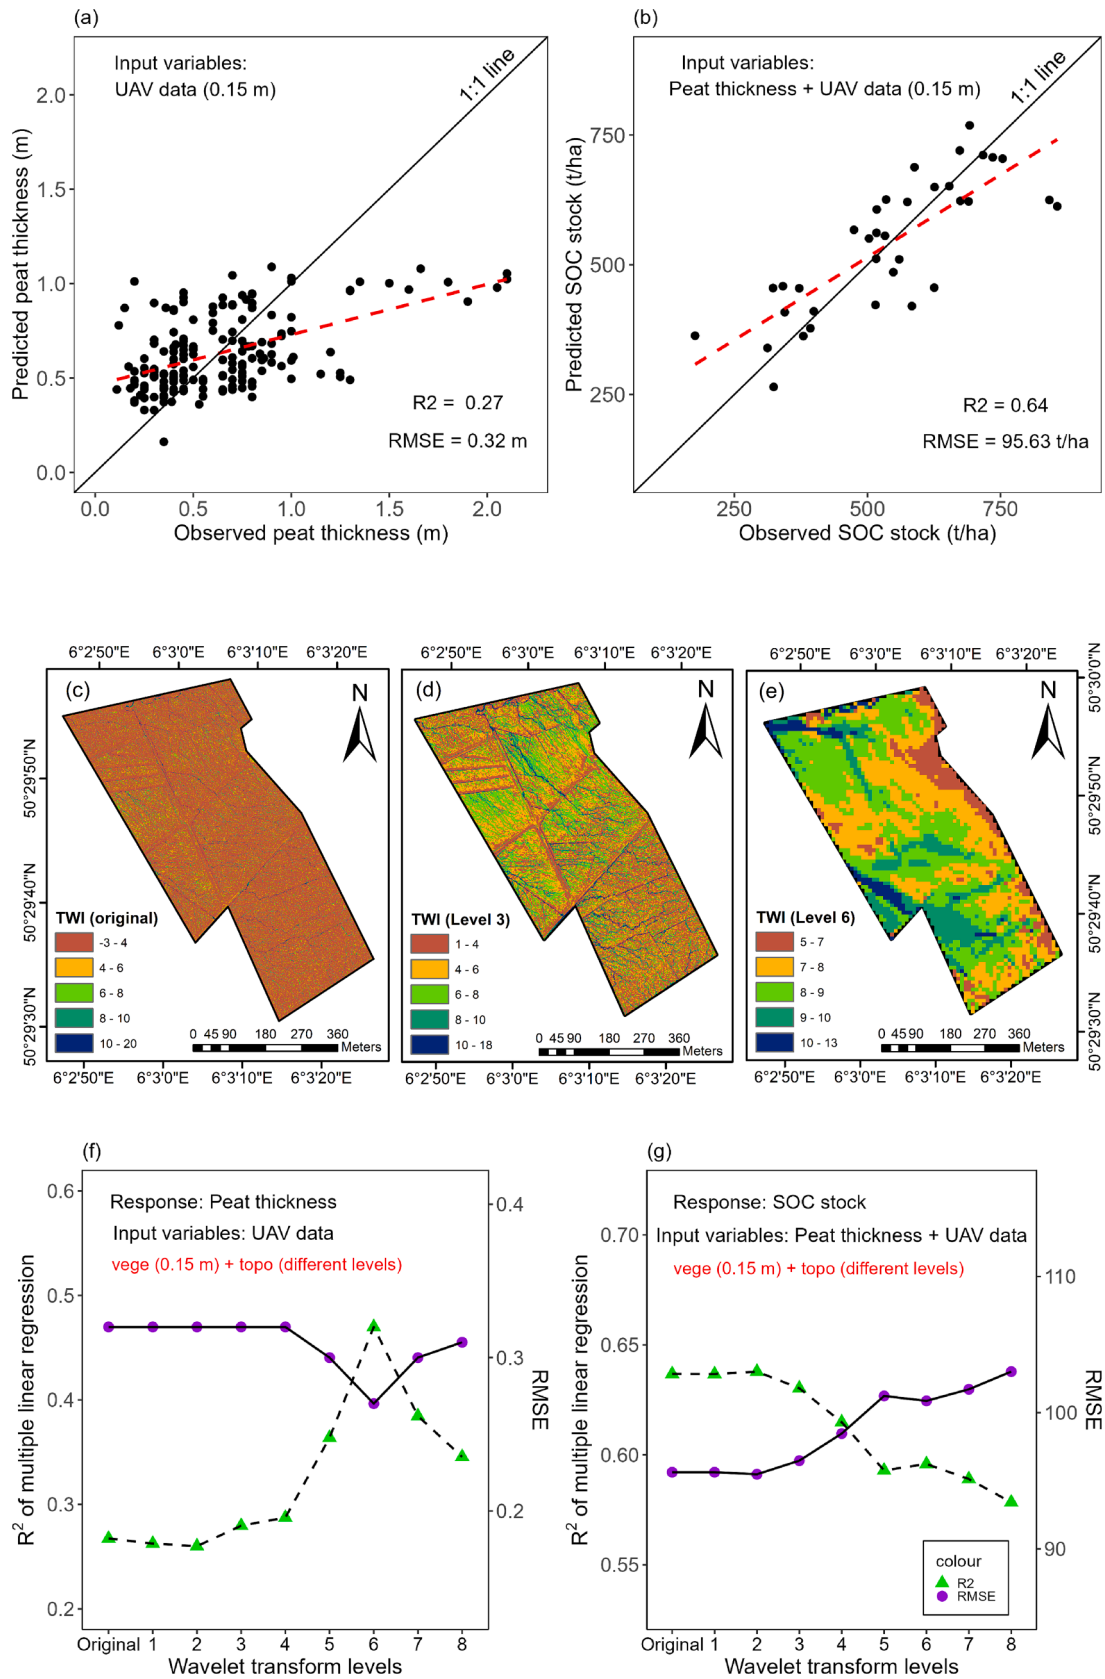 (a)
Input variables:
UAV data (0.15 m)
1:1 line
R2 = 0.27
RMSE = 0.32 m
Predicted peat thickness (m)
2.0
1.5
1.0
0.5
0.0
0.0 0.5 1.0 1.5 2.0
Observed peat thickness (m)
(b)
Input variables:
Peat thickness + UAV data (0.15 m)
1:1 line
R2 = 0.64
RMSE = 95.63 t/ha
Predicted SOC stock (t/ha)
750
500
250
250 500 750
Observed SOC stock (t/ha)
6°2'50"E 6°3'0"E 6°3'10"E 6°3'20"E
(c)
N
50°29'50"N
50°29'40"N
50°29'30"N
TWI (original)
-3 - 4
4 - 6
6 - 8
8 - 10
10 - 20
0 45 90 180 270 360
Meters
6°2'50"E 6°3'0"E 6°3'10"E 6°3'20"E
6°2'50"E 6°3'0"E 6°3'10"E 6°3'20"E
(d)
N
TWI (Level 3)
1 - 4
4 - 6
6 - 8
8 - 10
10 - 18
0 45 90 180 270 360
Meters
6°2'50"E 6°3'0"E 6°3'10"E 6°3'20"E
6°2'50"E 6°3'0"E 6°3'10"E 6°3'20"E
(e)
N
50°30'0"N
50°29'50"N
50°29'40"N
50°29'30"N
TWI (Level 6)
5 - 7
7 - 8
8 - 9
9 - 10
10 - 13
0 45 90 180 270 360
Meters
6°2'50"E 6°3'0"E 6°3'10"E 6°3'20"E
(f)
Response: Peat thickness
Input variables: UAV data
vege (0.15 m) + topo (different levels)
R² of multiple linear regression
0.6
0.5
0.4
0.3
0.2
0.4
0.3
0.2
RMSE
Original 1 2 3 4 5 6 7 8
Wavelet transform levels
(g)
Response: SOC stock
Input variables: Peat thickness + UAV data
vege (0.15 m) + topo (different levels)
R² of multiple linear regression
0.70
0.65
0.60
0.55
110
100
90
RMSE
colour
R2
RMSE
Original 1 2 3 4 5 6 7 8
Wavelet transform levels